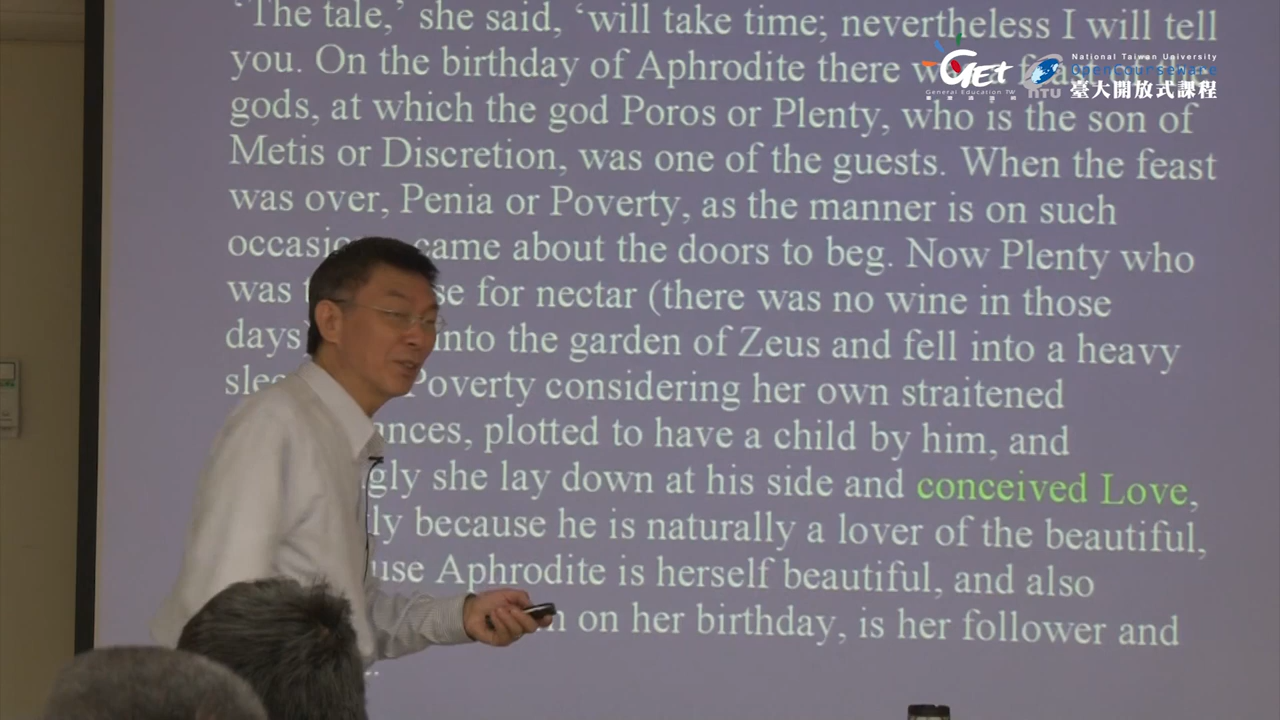 'The tale,' she said, 'will take time; nevertheless I will tell
you. On the birthday of Aphrodite there
gods, at which the god Poros or Plenty, who is the son of
Metis or Discretion, was one of the guests. When the feast
was over, Penia or Poverty, as the manner is on such
came about the doors to beg. Now Plenty who
was for nectar (there was no wine in those
days into the garden of Zeus and fell into a heavy
Poverty considering her own straitened
plotted to have a child by him, and
she lay down at his side and conceived Love,
because he is naturally a lover of the beautiful,
Aphrodite is herself beautiful, and also
on her birthday, is her follower and
GET
General Education TW
NTU
National Taiwan University
OpenCourseWare
臺大開放式課程